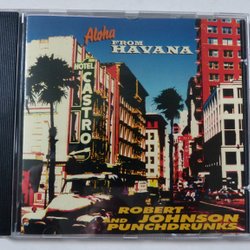 Aloha
FROM
HAVANA
HOTEL
CASTRO
ROBERT
AND JOHNSON
PUNCHDRUNKS